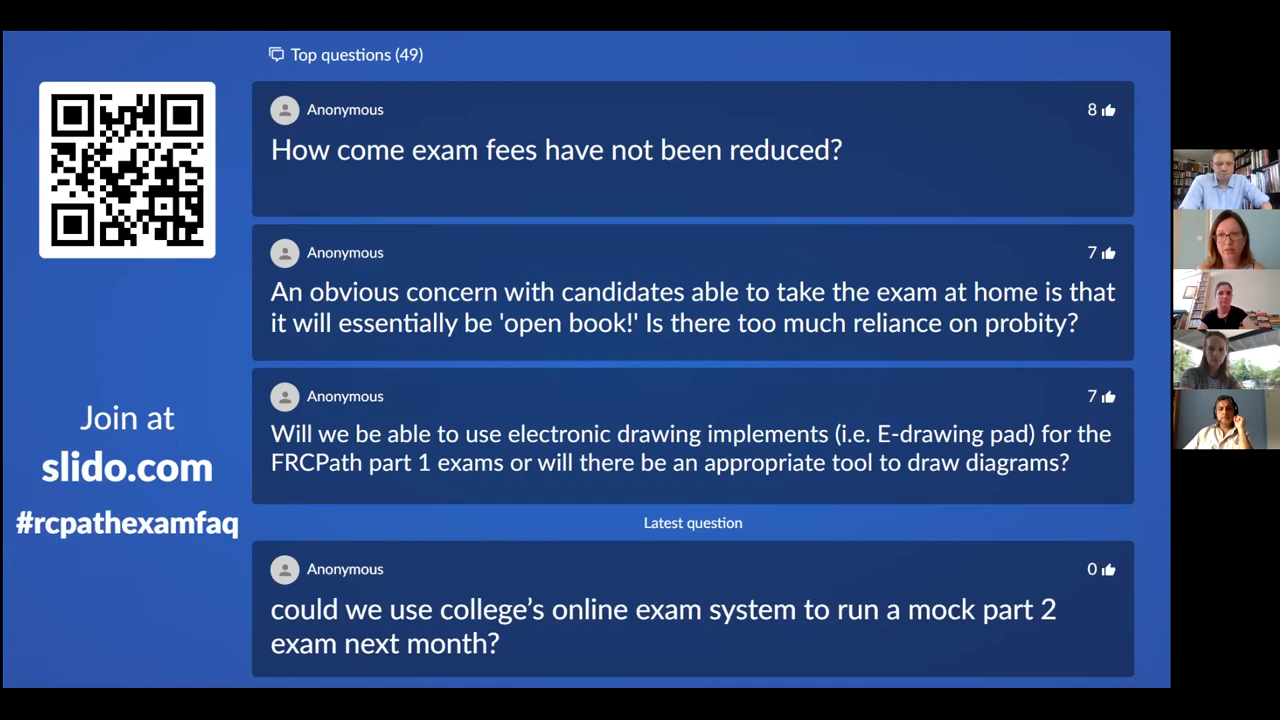 Top questions (49)
Anonymous
8
How come exam fees have not been reduced?
Anonymous
7
An obvious concern with candidates able to take the exam at home is that
it will essentially be 'open book!' Is there too much reliance on probity?
Anonymous
7
Will we be able to use electronic drawing implements (i.e. E-drawing pad) for the
FRCPath part 1 exams or will there be an appropriate tool to draw diagrams?
Latest question
Anonymous
0
could we use college’s online exam system to run a mock part 2
exam next month?
Join at
slido.com
#rcpathexamfaq